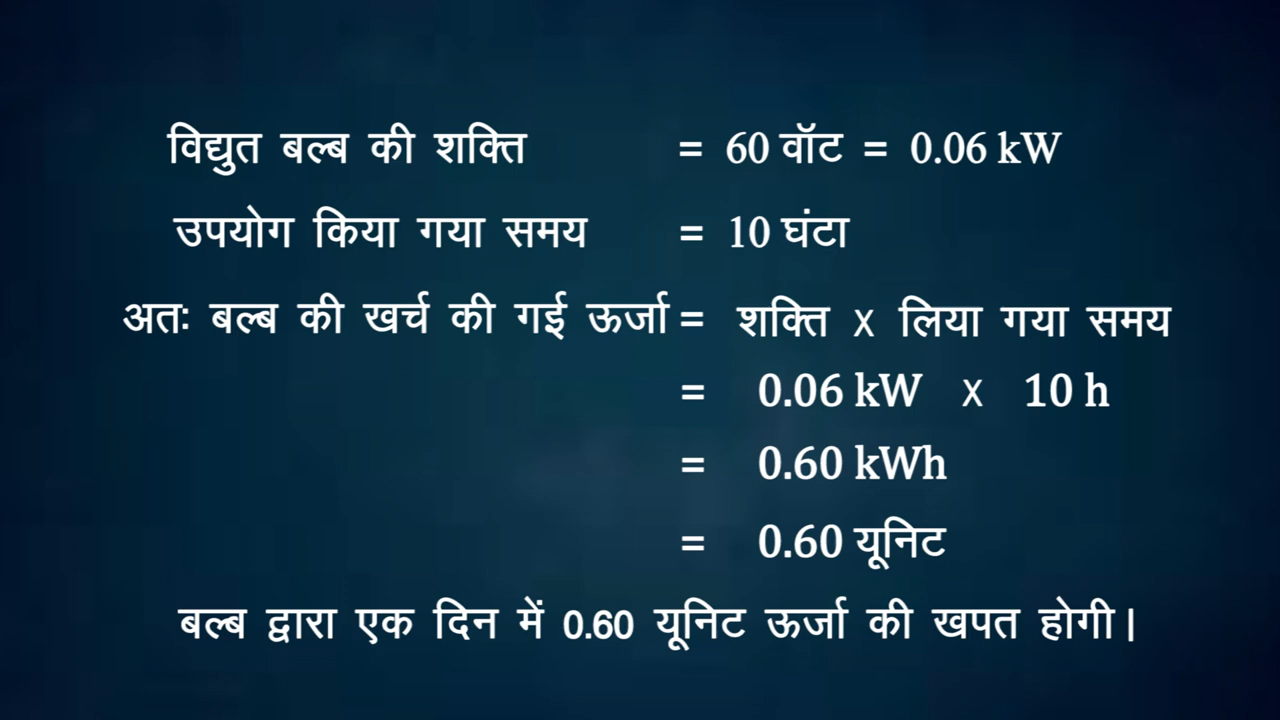 विद्युत बल्ब की शक्ति = 60 वॉट = 0.06 kW
उपयोग किया गया समय = 10 घंटा
अतः बल्ब की खर्च की गई ऊर्जा = शक्ति x लिया गया समय
= 0.06 kW x 10 h
= 0.60 kWh
= 0.60 यूनिट
बल्ब द्वारा एक दिन में 0.60 यूनिट ऊर्जा की खपत होगी।